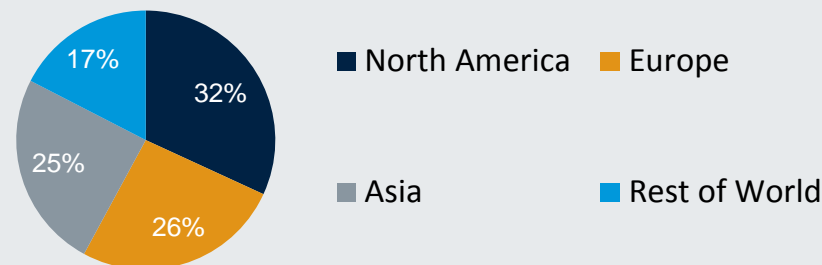 17%
32%
25%
26%
North America
Europe
Asia
Rest of World